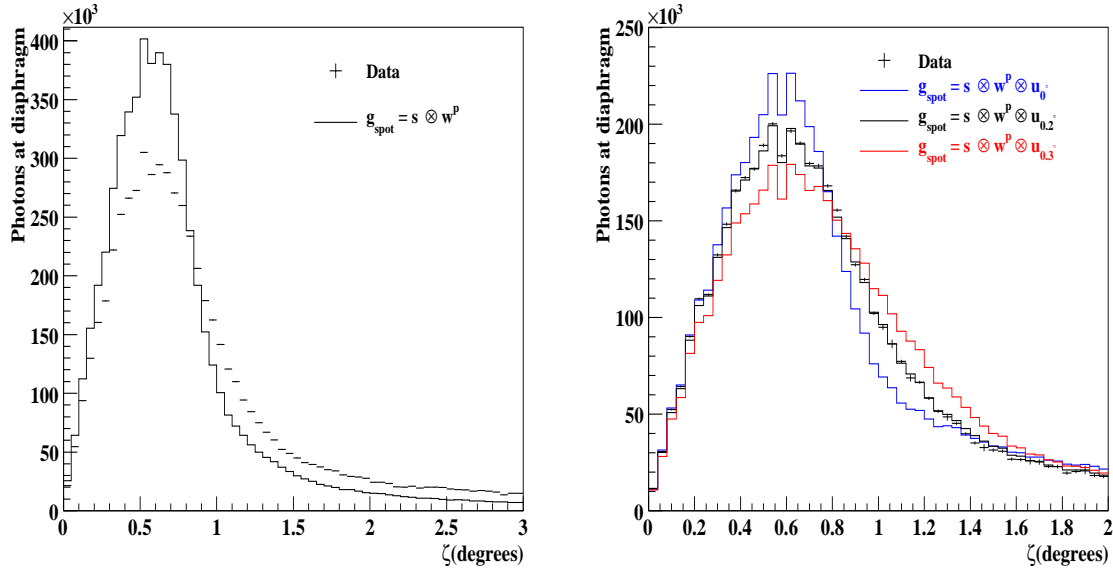 ×10³
Photons at diaphragm
400
350
300
250
200
150
100
50
0
Data
g_spot = s ⊗ w^p
0 0.5 1 1.5 2 2.5 3
ζ(degrees)
×10³
Photons at diaphragm
250
200
150
100
50
0
Data
g_spot = s ⊗ w^p ⊗ u_0°
g_spot = s ⊗ w^p ⊗ u_0.2°
g_spot = s ⊗ w^p ⊗ u_0.3°
0 0.2 0.4 0.6 0.8 1 1.2 1.4 1.6 1.8 2
ζ(degrees)